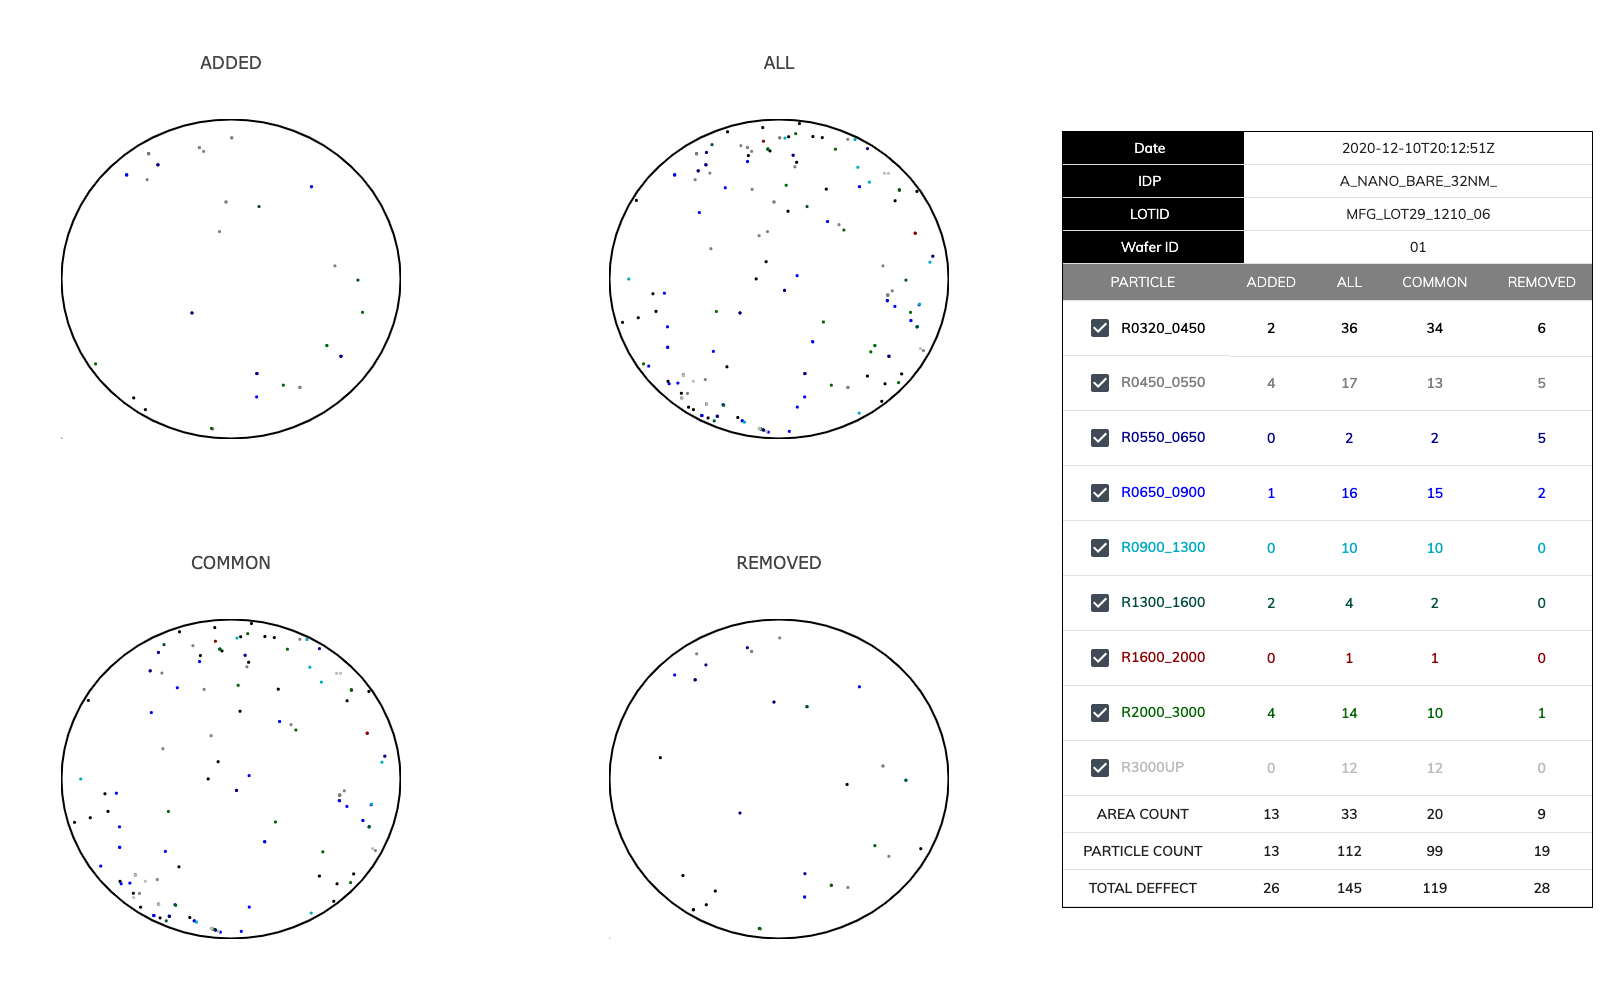 ADDED
ALL
COMMON
REMOVED
Date 2020-12-10T20:12:51Z
IDP A_NANO_BARE_32NM_
LOTID MFG_LOT29_1210_06
Wafer ID 01
PARTICLE ADDED ALL COMMON REMOVED
R0320_0450 2 36 34 6
R0450_0550 4 17 13 5
R0550_0650 0 2 2 5
R0650_0900 1 16 15 2
R0900_1300 0 10 10 0
R1300_1600 2 4 2 0
R1600_2000 0 1 1 0
R2000_3000 4 14 10 1
R3000UP 0 12 12 0
AREA COUNT 13 33 20 9
PARTICLE COUNT 13 112 99 19
TOTAL DEFFECT 26 145 119 28